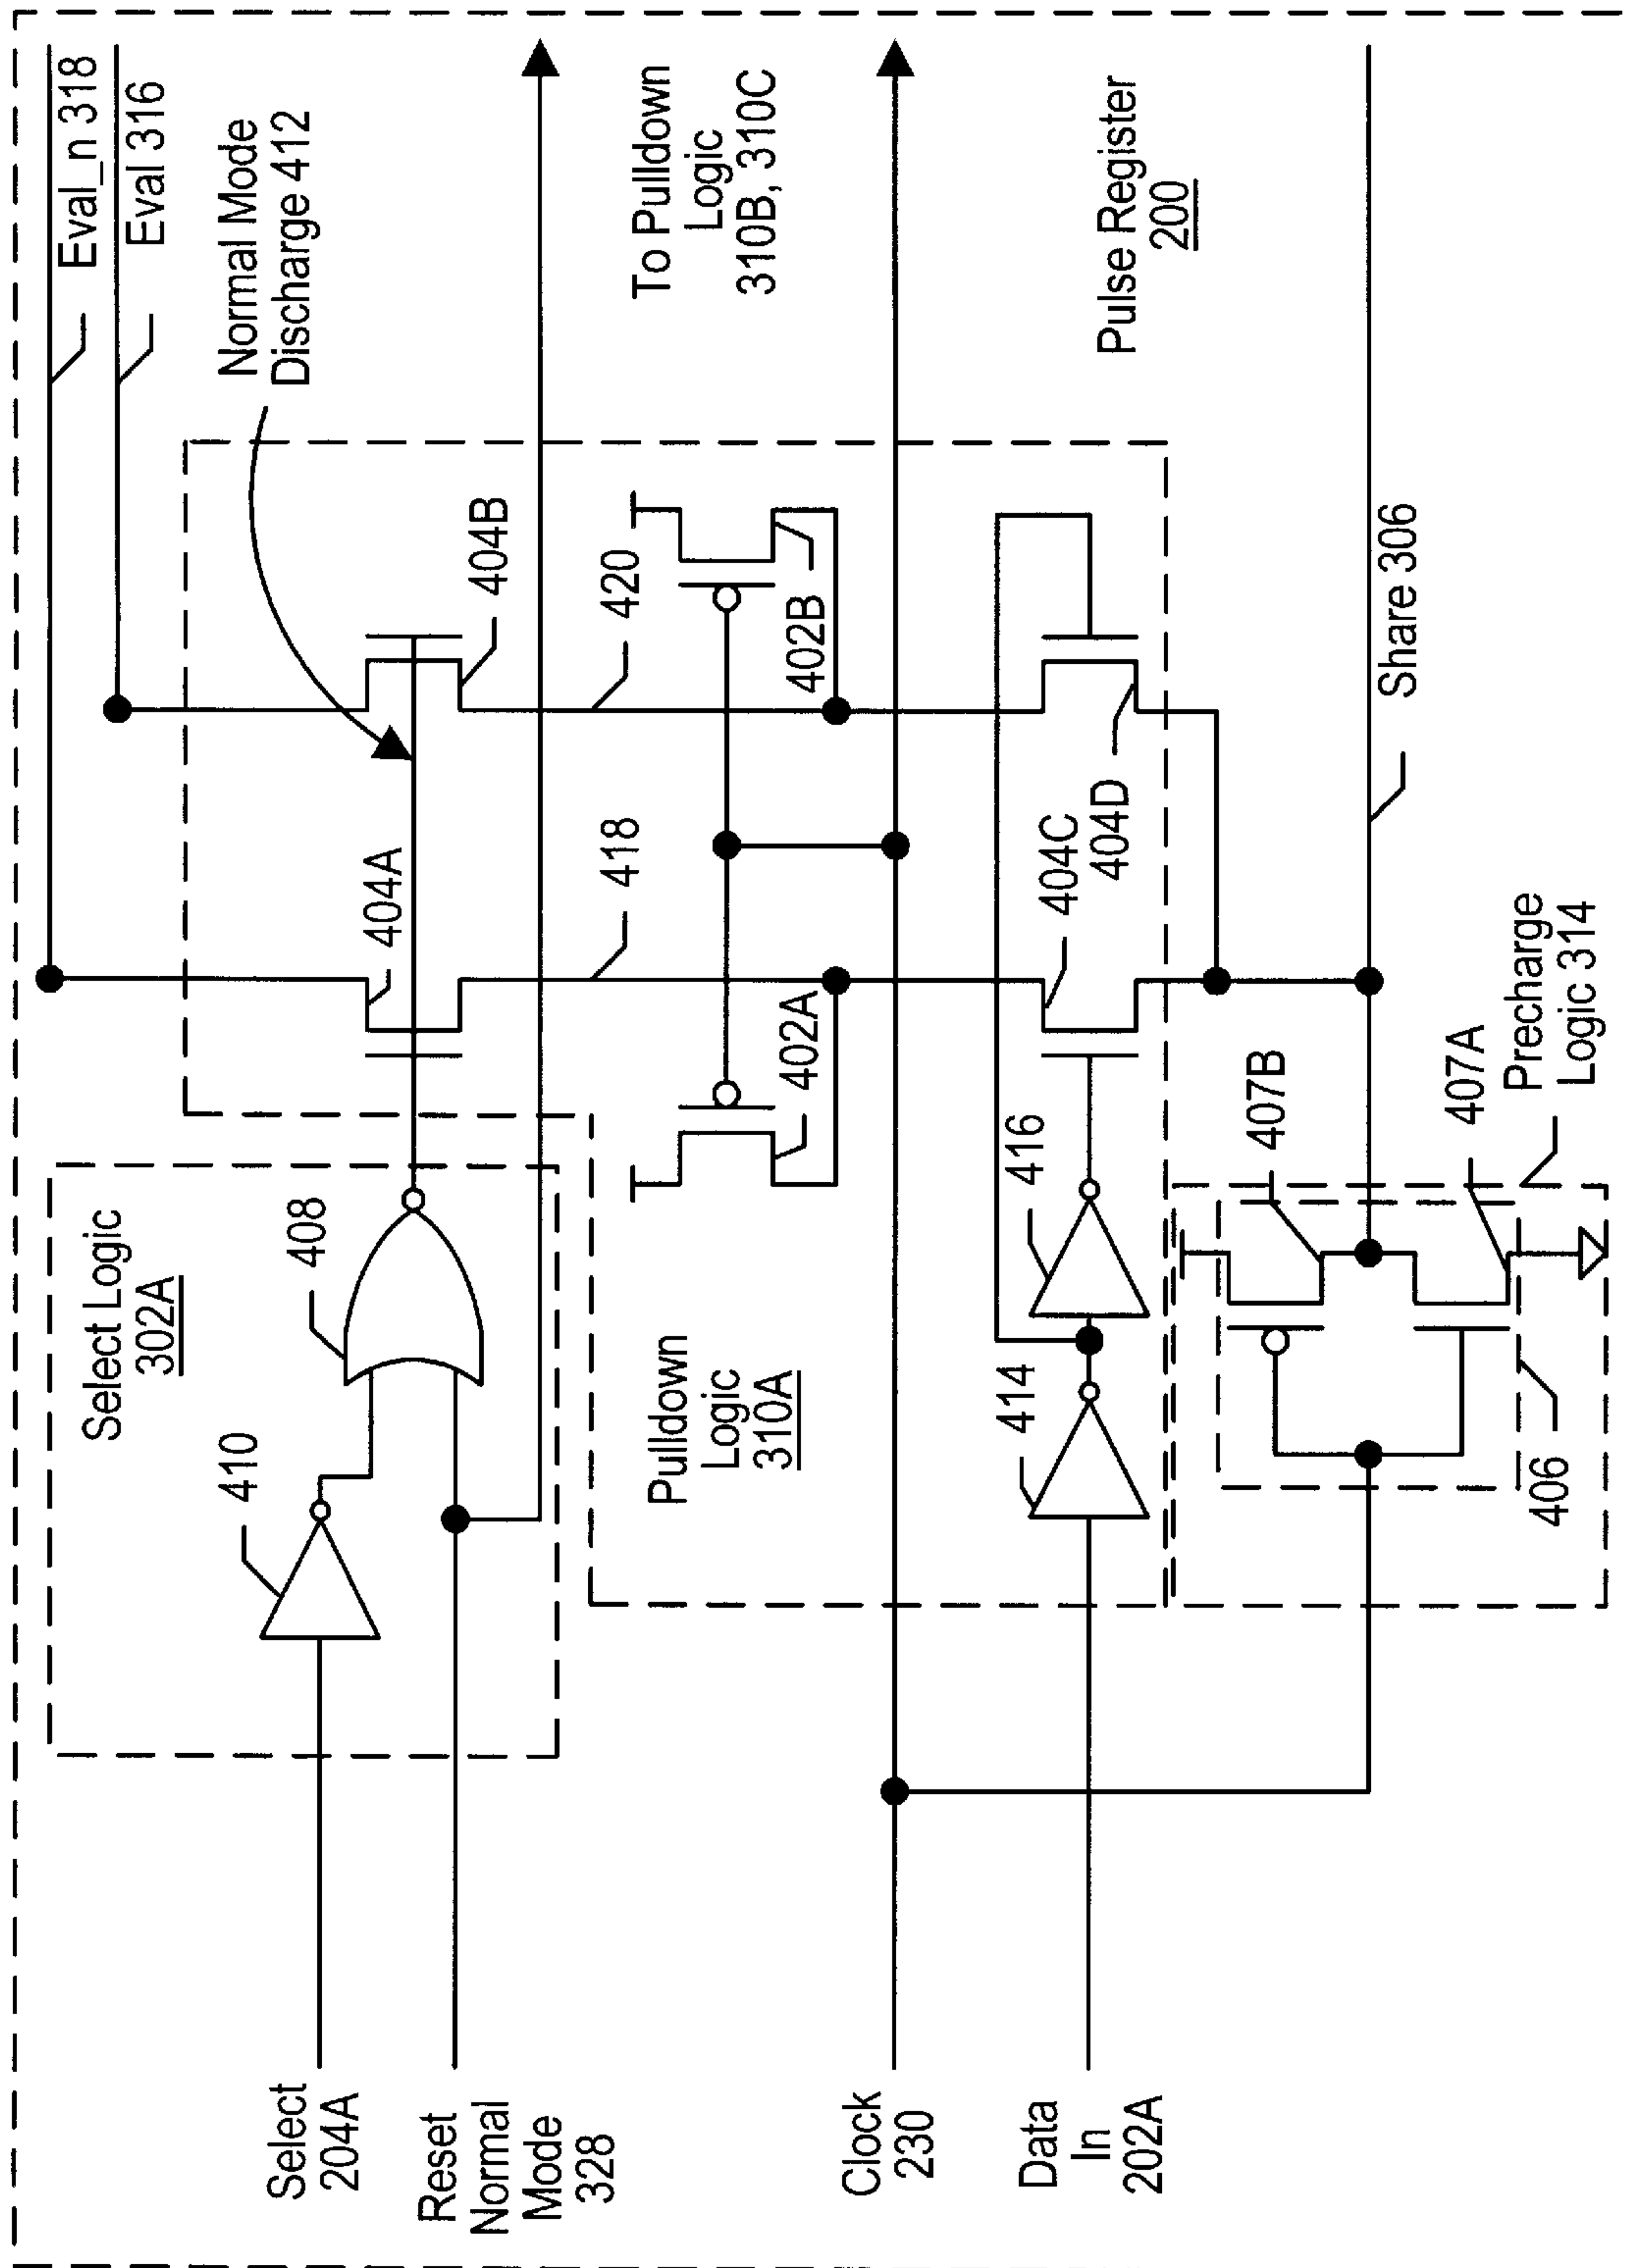 Eval_n 318
Eval 316
Normal Mode
Discharge 412
To Pulldown
Logic
310B, 310C
Pulse Register
200
Select Logic
302A
410
408
404A
404B
418
420
402A
402B
Pulldown
Logic
310A
414
416
404C
404D
Share 306
407B
407A
Precharge
Logic 314
406
Select
204A
Reset
Normal
Mode
328
Clock
230
Data
In
202A